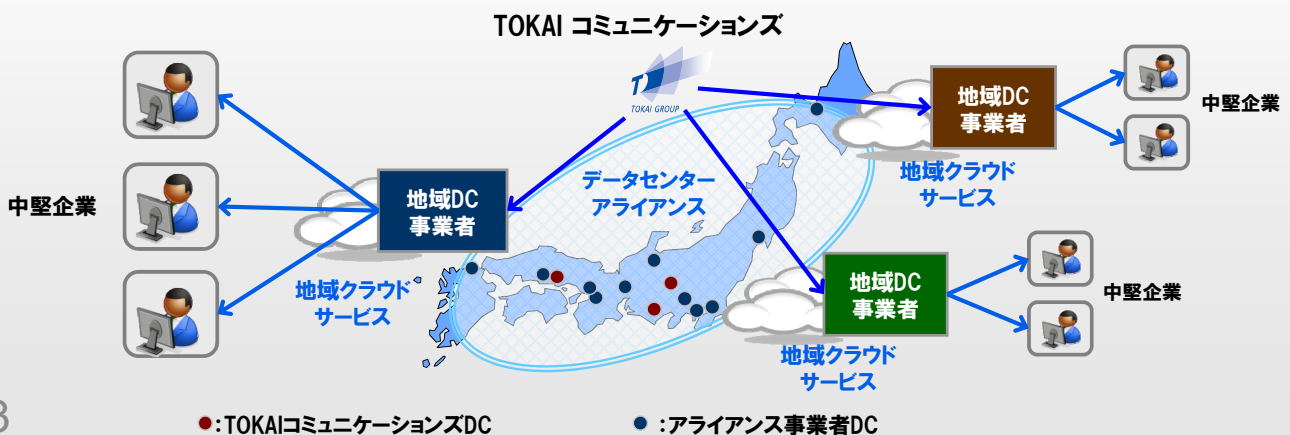 TOKAI コミュニケーションズ
T
TOKAI GROUP
地域DC
事業者
中堅企業
地域クラウド
サービス
データセンター
アライアンス
中堅企業
地域DC
事業者
地域クラウド
サービス
地域DC
事業者
中堅企業
地域クラウド
サービス
3
:TOKAIコミュニケーションズDC
:アライアンス事業者DC